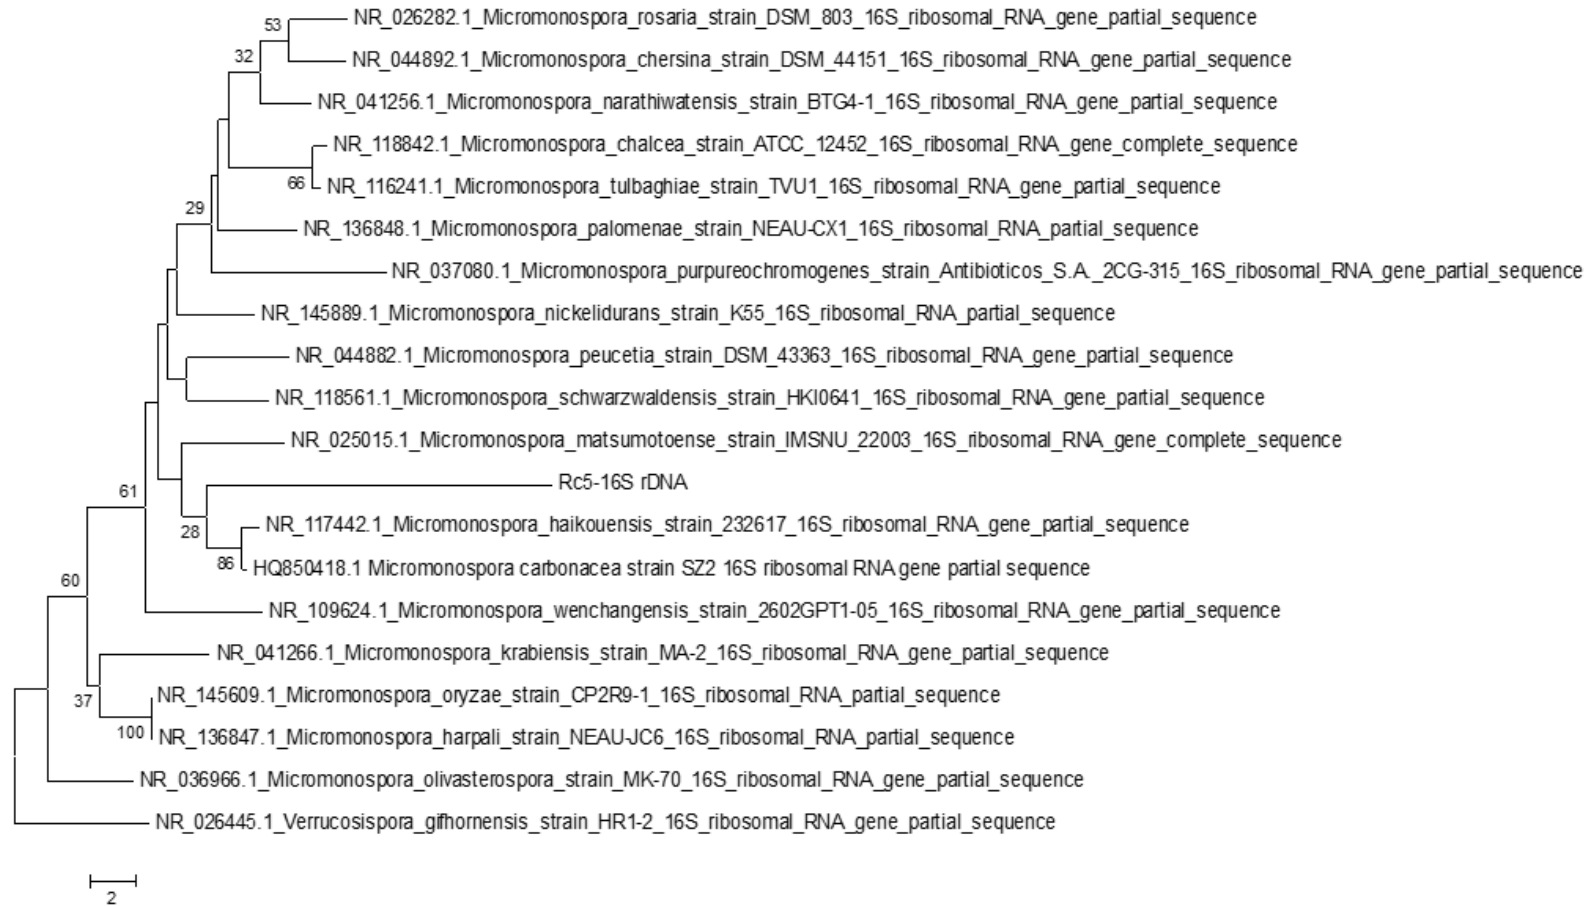 NR_026282.1_Micromonospora_rosaria_strain_DSM_803_16S_ribosomal_RNA_gene_partial_sequence
53
NR_044892.1_Micromonospora_chersina_strain_DSM_44151_16S_ribosomal_RNA_gene_partial_sequence
32
NR_041256.1_Micromonospora_narathiwatensis_strain_BTG4-1_16S_ribosomal_RNA_gene_partial_sequence
NR_118842.1_Micromonospora_chalcea_strain_ATCC_12452_16S_ribosomal_RNA_gene_complete_sequence
66
NR_116241.1_Micromonospora_tulbaghiae_strain_TVU1_16S_ribosomal_RNA_gene_partial_sequence
29
NR_136848.1_Micromonospora_palomenae_strain_NEAU-CX1_16S_ribosomal_RNA_partial_sequence
NR_037080.1_Micromonospora_purpureochromogenes_strain_Antibioticos_S.A._2CG-315_16S_ribosomal_RNA_gene_partial_sequence
NR_145889.1_Micromonospora_nickelidurans_strain_K55_16S_ribosomal_RNA_partial_sequence
NR_044882.1_Micromonospora_peucetia_strain_DSM_43363_16S_ribosomal_RNA_gene_partial_sequence
NR_118561.1_Micromonospora_schwarzwaldensis_strain_HKI0641_16S_ribosomal_RNA_gene_partial_sequence
NR_025015.1_Micromonospora_matsumotoense_strain_IMSNU_22003_16S_ribosomal_RNA_gene_complete_sequence
61
Rc5-16S rDNA
28
NR_117442.1_Micromonospora_haikouensis_strain_232617_16S_ribosomal_RNA_gene_partial_sequence
86
HQ850418.1 Micromonospora carbonacea strain SZ2 16S ribosomal RNA gene partial sequence
60
NR_109624.1_Micromonospora_wenchangensis_strain_2602GPT1-05_16S_ribosomal_RNA_gene_partial_sequence
NR_041266.1_Micromonospora_krabiensis_strain_MA-2_16S_ribosomal_RNA_gene_partial_sequence
37
NR_145609.1_Micromonospora_oryzae_strain_CP2R9-1_16S_ribosomal_RNA_partial_sequence
100
NR_136847.1_Micromonospora_harpali_strain_NEAU-JC6_16S_ribosomal_RNA_partial_sequence
NR_036966.1_Micromonospora_olivasterospora_strain_MK-70_16S_ribosomal_RNA_gene_partial_sequence
NR_026445.1_Verrucosispora_gifhornensis_strain_HR1-2_16S_ribosomal_RNA_gene_partial_sequence
2